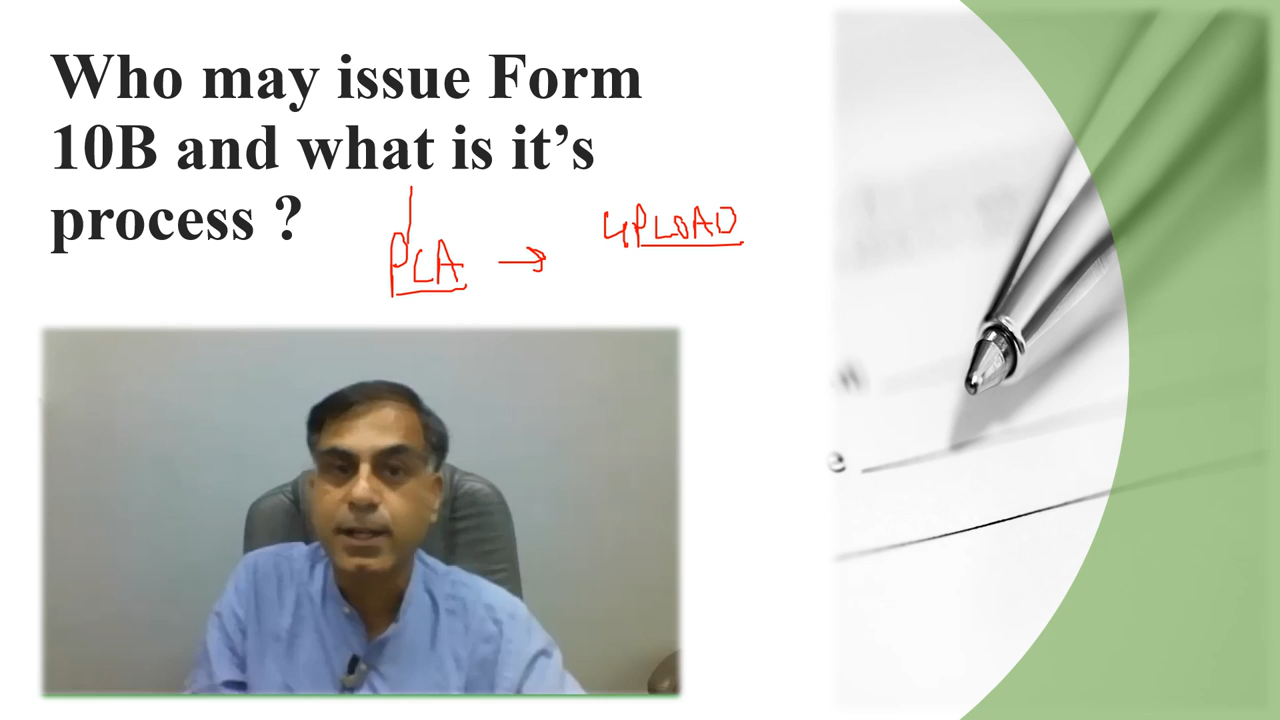 Who may issue Form
10B and what is it’s
process ?
UPLOAD
PCA →
e